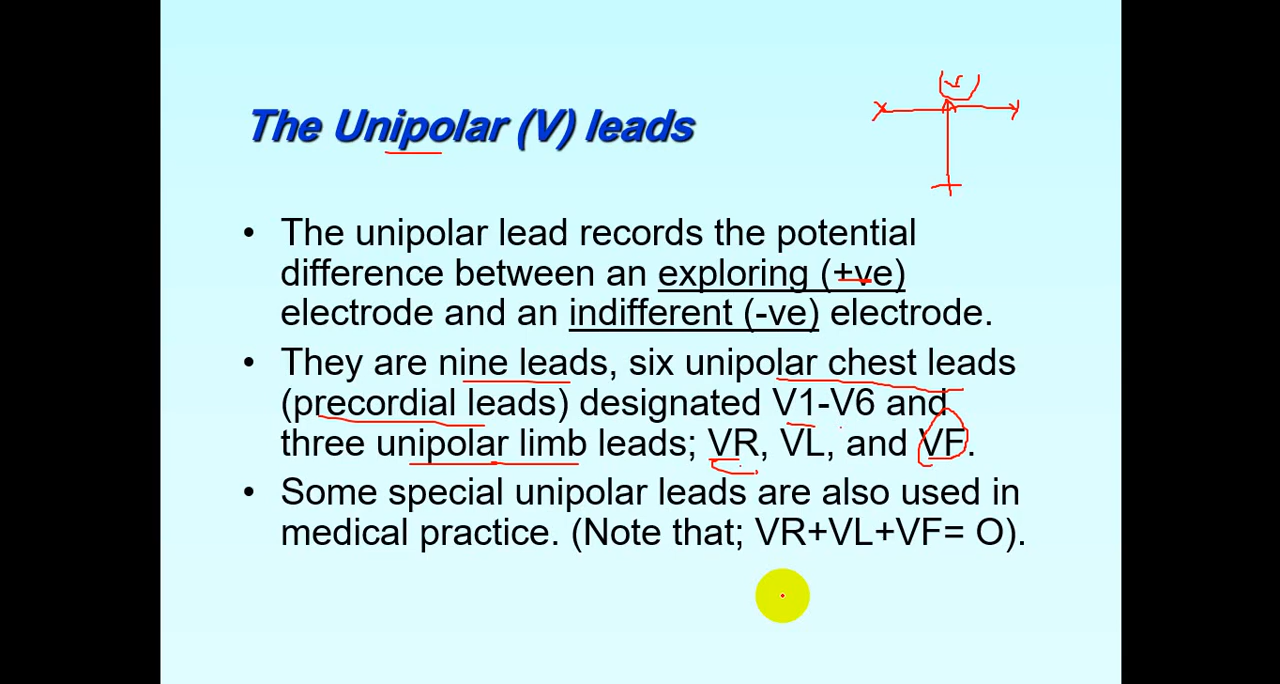 The Unipolar (V) leads
• The unipolar lead records the potential
difference between an exploring (+ve)
electrode and an indifferent (-ve) electrode.
• They are nine leads, six unipolar chest leads
(precordial leads) designated V1-V6 and
three unipolar limb leads; VR, VL, and VF.
• Some special unipolar leads are also used in
medical practice. (Note that; VR+VL+VF= O).